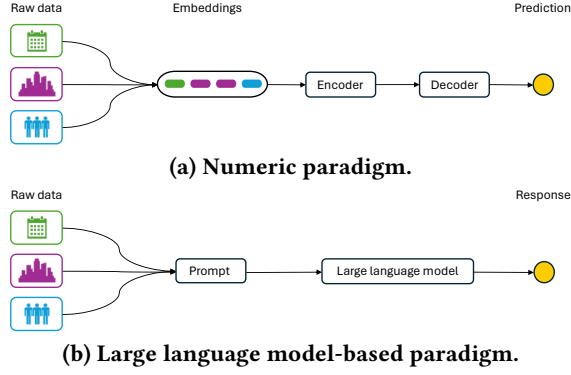 Raw data
Embeddings
Prediction
Encoder
Decoder
(a) Numeric paradigm.
Raw data
Response
Prompt
Large language model
(b) Large language model-based paradigm.